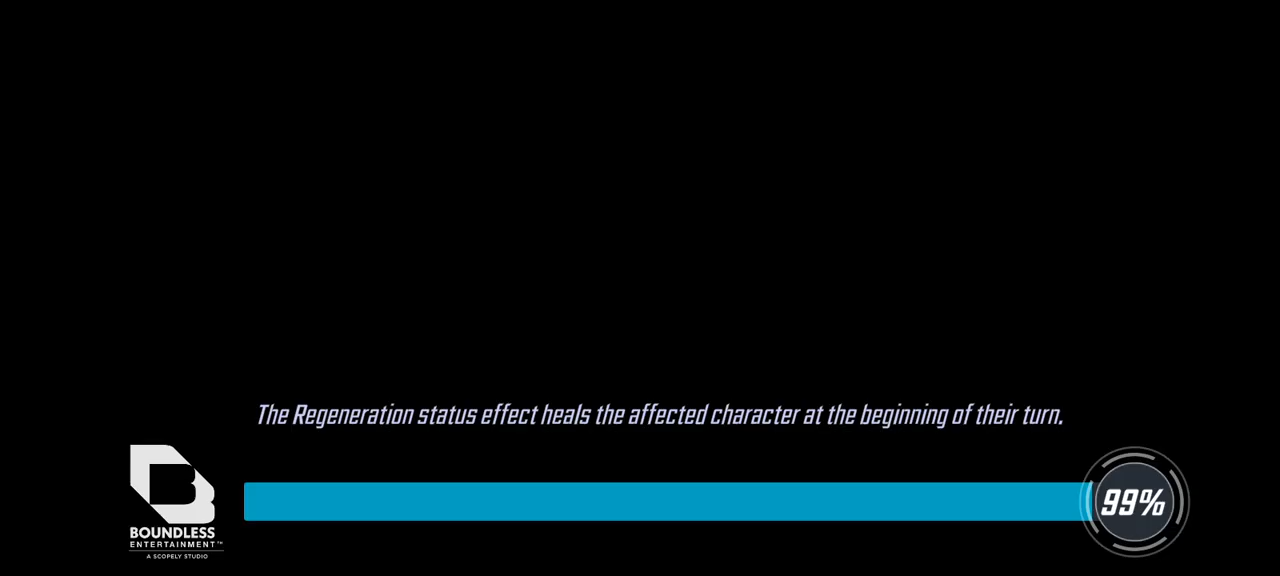 The Regeneration status effect heals the affected character at the beginning of their turn.
99%
BOUNDLESS
ENTERTAINMENT™
A SCOPELY STUDIO